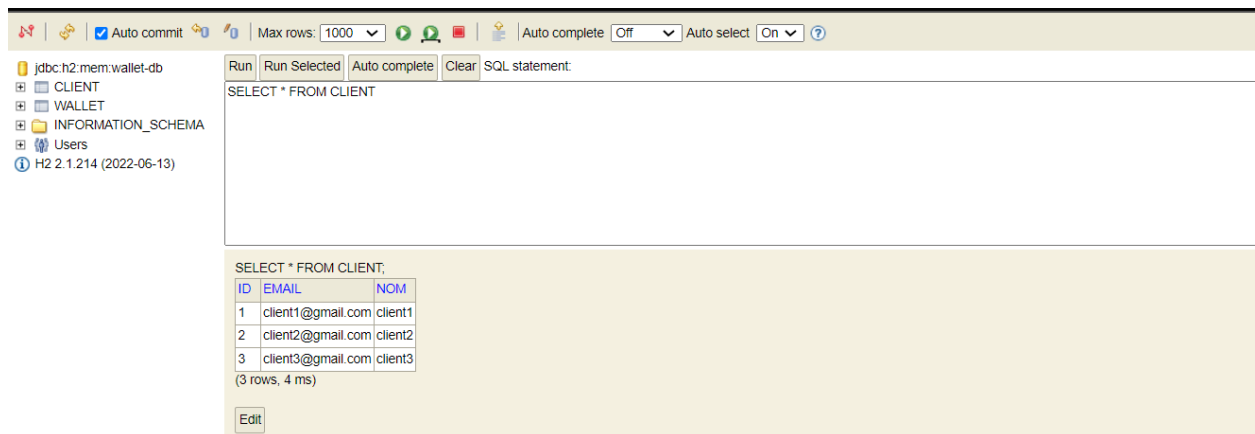 Auto commit Max rows: 1000 Auto complete Off Auto select On
jdbc:h2:mem:wallet-db
CLIENT
WALLET
INFORMATION_SCHEMA
Users
H2 2.1.214 (2022-06-13)
Run Run Selected Auto complete Clear SQL statement:
SELECT * FROM CLIENT
SELECT * FROM CLIENT;
ID EMAIL NOM
1 client1@gmail.com client1
2 client2@gmail.com client2
3 client3@gmail.com client3
(3 rows, 4 ms)
Edit